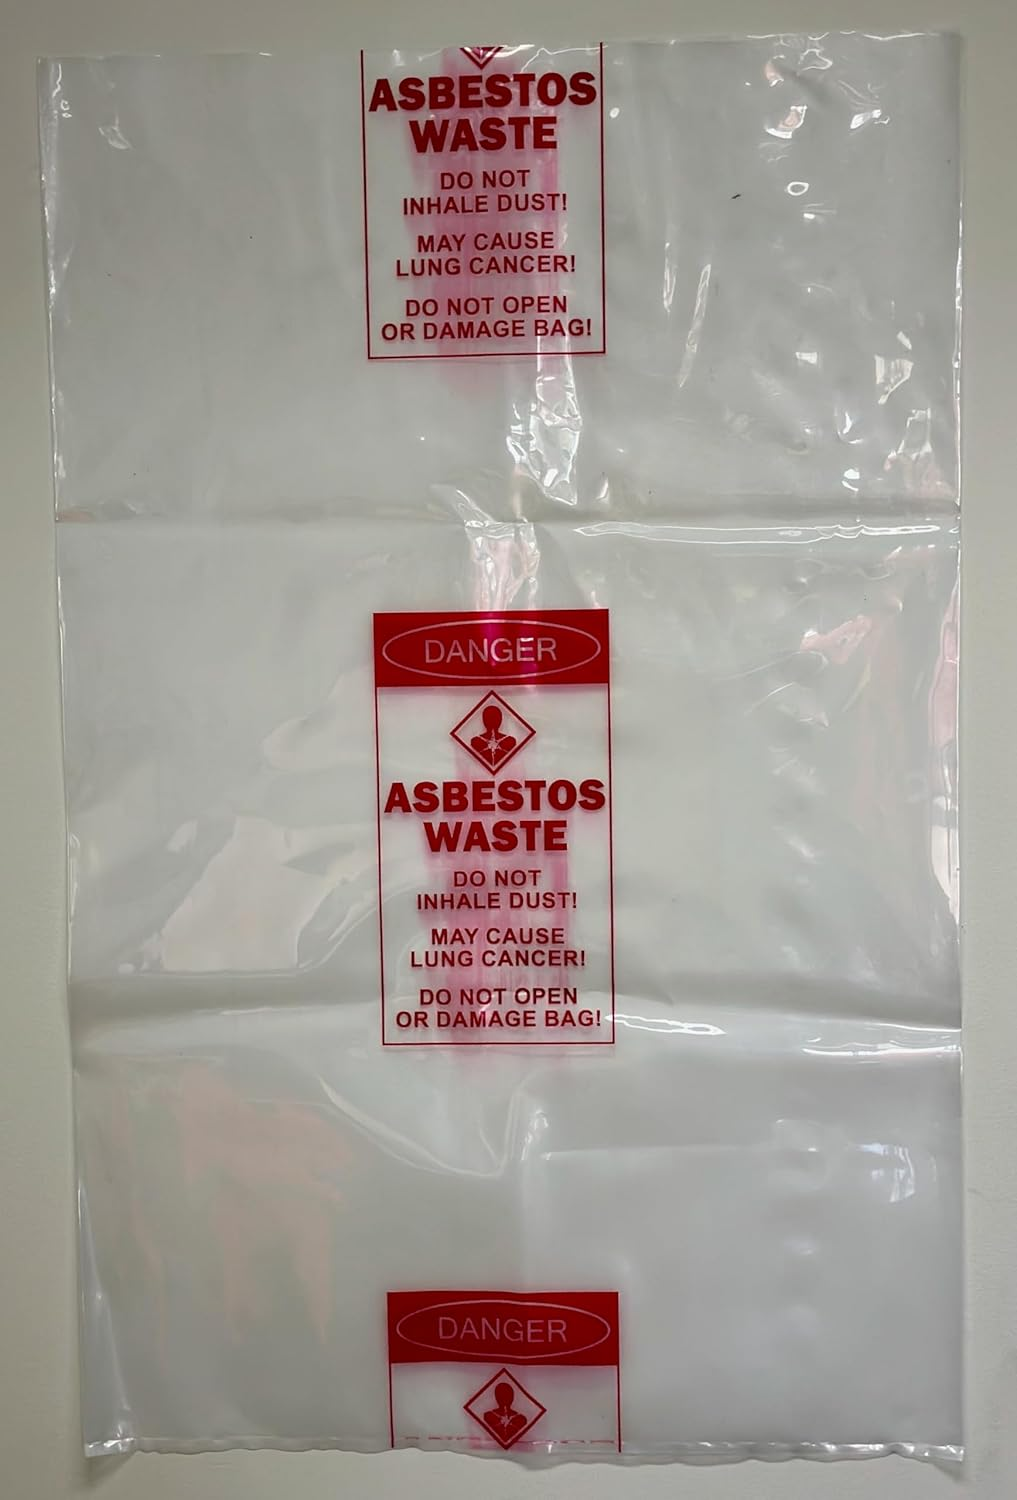 ASBESTOS
WASTE
DO NOT
INHALE DUST!
MAY CAUSE
LUNG CANCER!
DO NOT OPEN
OR DAMAGE BAG!
DANGER
ASBESTOS
WASTE
DO NOT
INHALE DUST!
MAY CAUSE
LUNG CANCER!
DO NOT OPEN
OR DAMAGE BAG!
DANGER